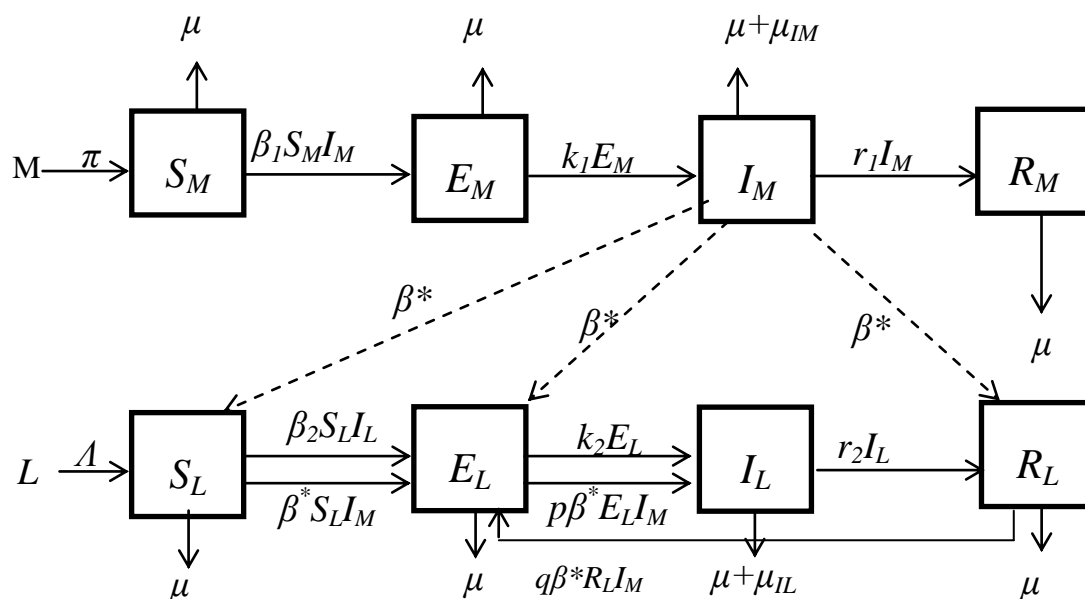 μ μ μ+μ_IM
M π S_M β_1S_MI_M E_M k_1E_M I_M r_1I_M R_M
β* β* β* μ
L Λ S_L β_2S_LI_L E_L k_2E_L I_L r_2I_L R_L
β^*S_LI_M pβ^*E_LI_M
μ μ qβ*R_LI_M μ+μ_IL μ